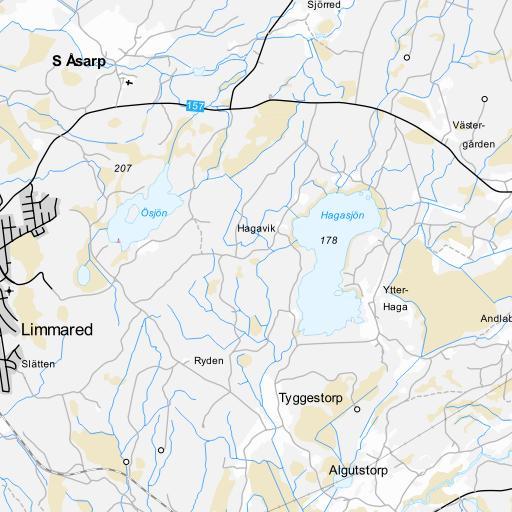 Sjörred
S Åsarp
157
Väster-
gården
207
Ösjön
Hagasjön
Hagavik
178
Ytter-
Haga
Andlab
Limmared
Slätten
Ryden
Tyggestorp
Algutstorp